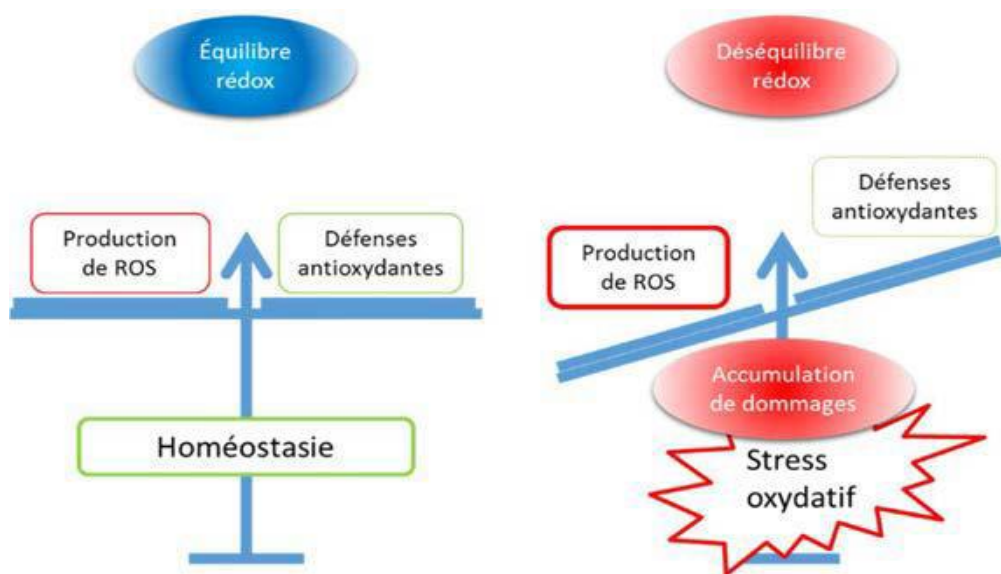 Équilibre
rédox
Production
de ROS
Défenses
antioxydantes
Homéostasie
Déséquilibre
rédox
Défenses
antioxydantes
Production
de ROS
Accumulation
de dommages
Stress
oxydatif